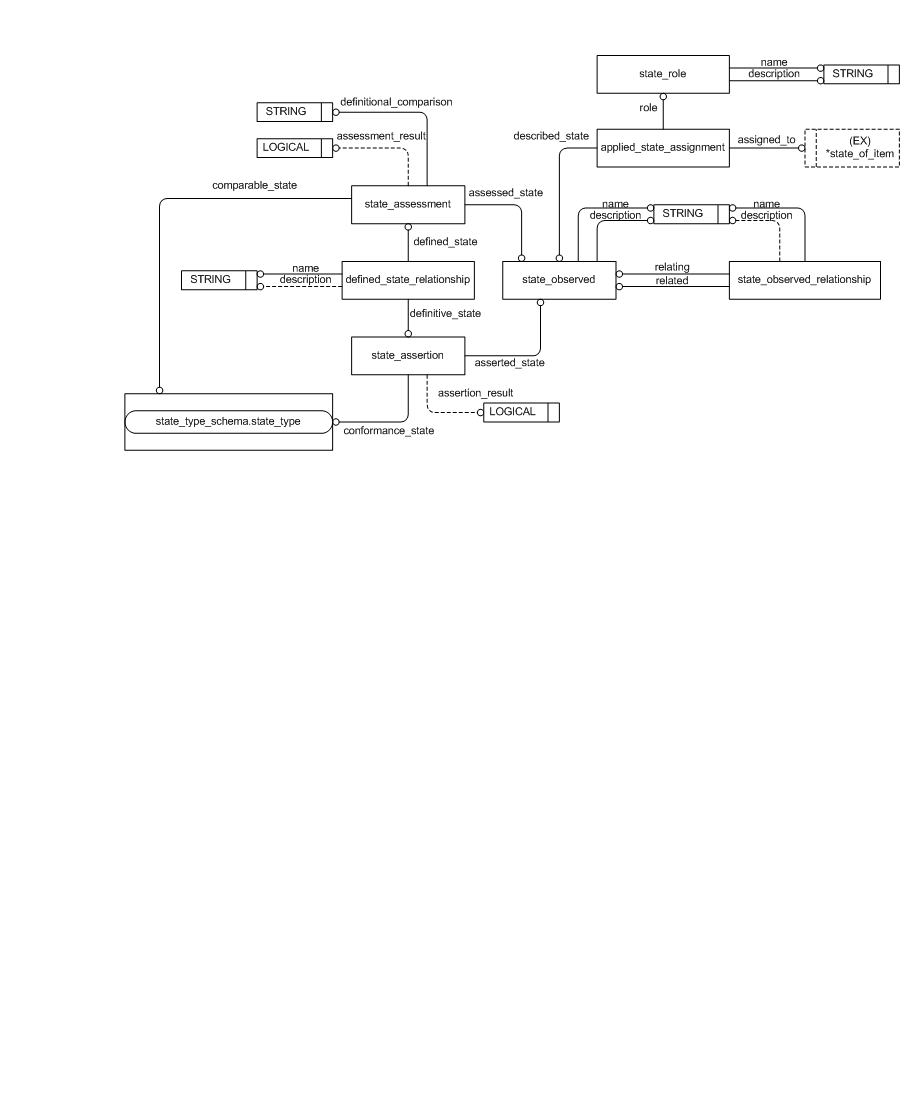 name
state_role
description
STRING
role
definitional_comparison
STRING
assessment_result
LOGICAL
described_state
applied_state_assignment
assigned_to
(EX)
*state_of_item
comparable_state
state_assessment
assessed_state
name
description
STRING
name
description
defined_state
STRING
name
description
defined_state_relationship
state_observed
relating
related
state_observed_relationship
definitive_state
state_assertion
asserted_state
assertion_result
LOGICAL
state_type_schema.state_type
conformance_state